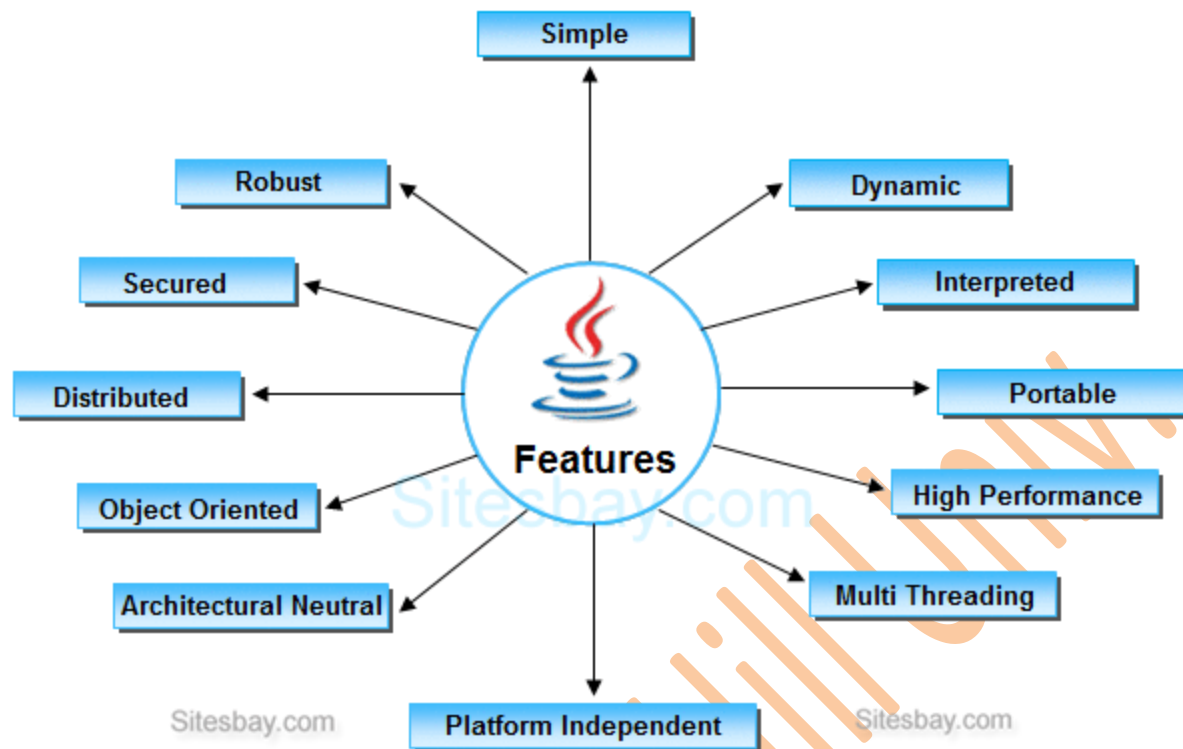 Simple
Robust
Dynamic
Secured
Interpreted
Distributed
Portable
Features
Sitesbay.com
Object Oriented
High Performance
Architectural Neutral
Multi Threading
Platform Independent
Sitesbay.com
Sitesbay.com